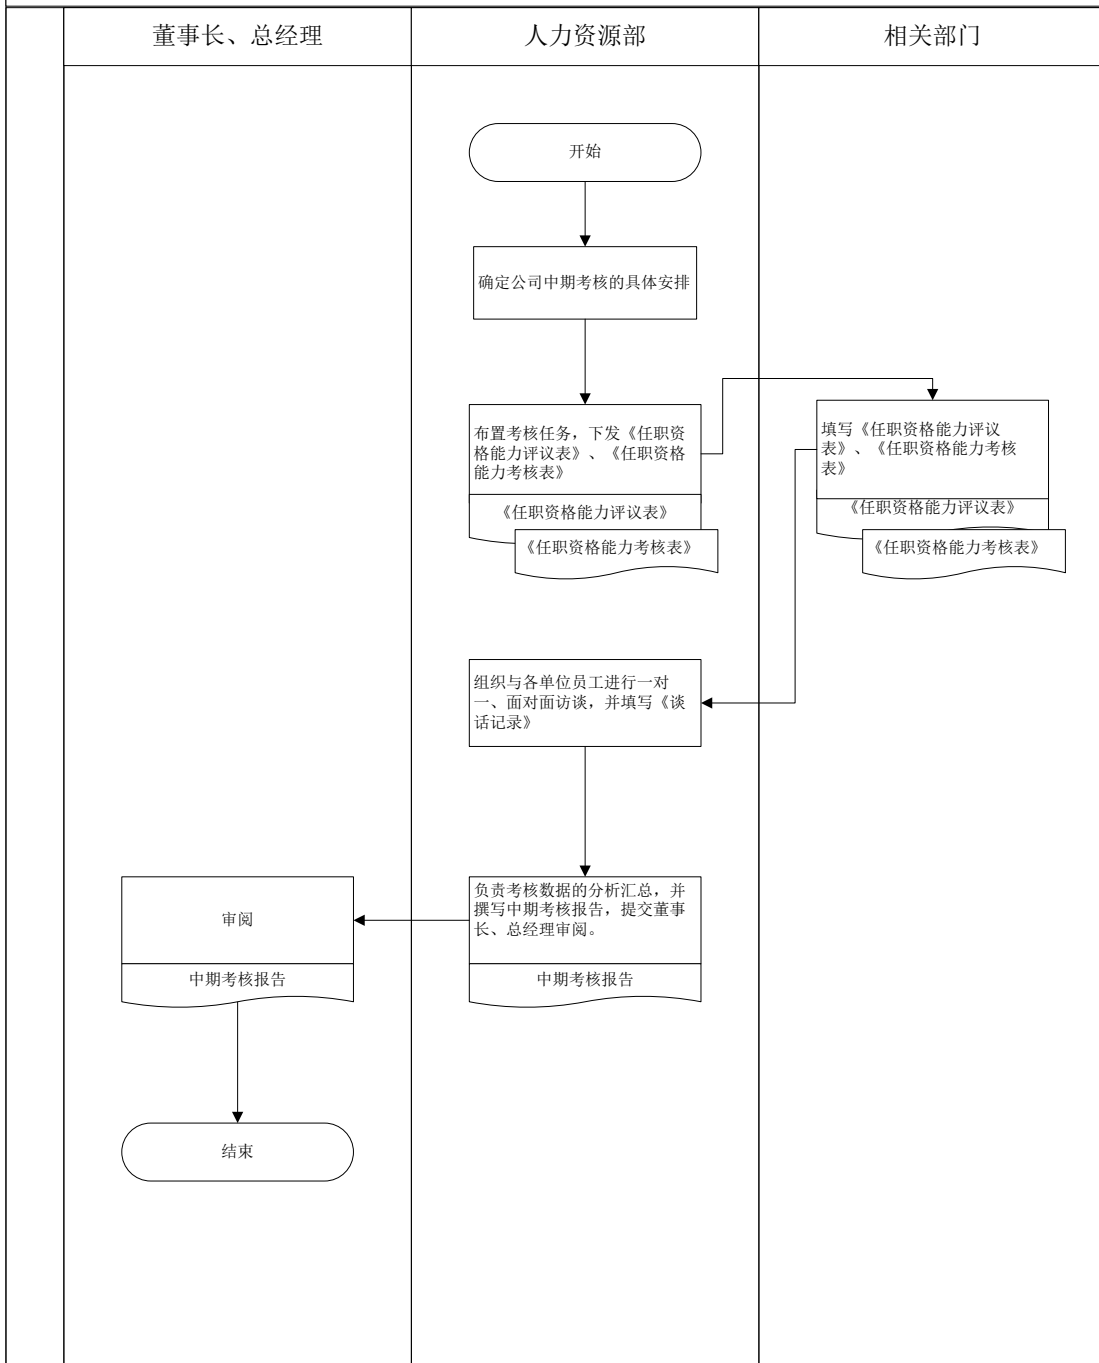 董事长、总经理
人力资源部
相关部门
开始
确定公司中期考核的具体安排
布置考核任务，下发《任职资
格能力评议表》、《任职资格
能力考核表》
《任职资格能力评议表》
《任职资格能力考核表》
填写《任职资格能力评议
表》、《任职资格能力考核
表》
《任职资格能力评议表》
《任职资格能力考核表》
组织与各单位员工进行一对
一、面对面访谈，并填写《谈
话记录》
负责考核数据的分析汇总，并
撰写中期考核报告，提交董事
长、总经理审阅。
中期考核报告
审阅
中期考核报告
结束